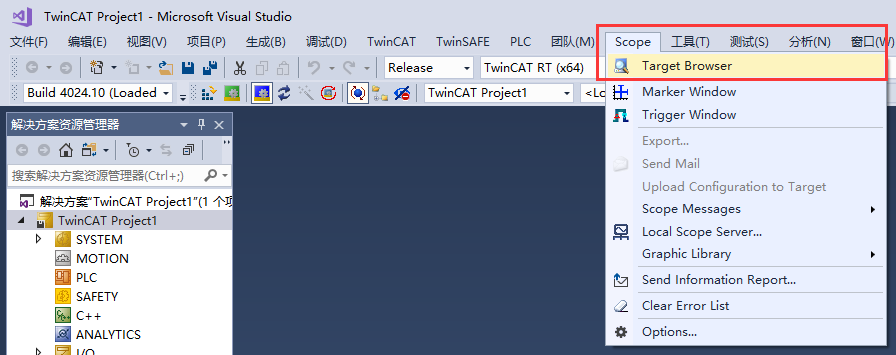 TwinCAT Project1 - Microsoft Visual Studio
文件(F) 编辑(E) 视图(V) 项目(P) 生成(B) 调试(D) TwinCAT TwinSAFE PLC 团队(M) Scope 工具(T) 测试(S) 分析(N) 窗口(W)
Release TwinCAT RT (x64)
Build 4024.10 (Loaded TwinCAT Project1 <Lo
Target Browser
Marker Window
Trigger Window
Export...
Send Mail
Upload Configuration to Target
Scope Messages
Local Scope Server...
Graphic Library
Send Information Report...
Clear Error List
Options...
解决方案资源管理器
搜索解决方案资源管理器(Ctrl+;)
解决方案"TwinCAT Project1"(1 个项
TwinCAT Project1
SYSTEM
MOTION
PLC
SAFETY
C++
ANALYTICS
I/O